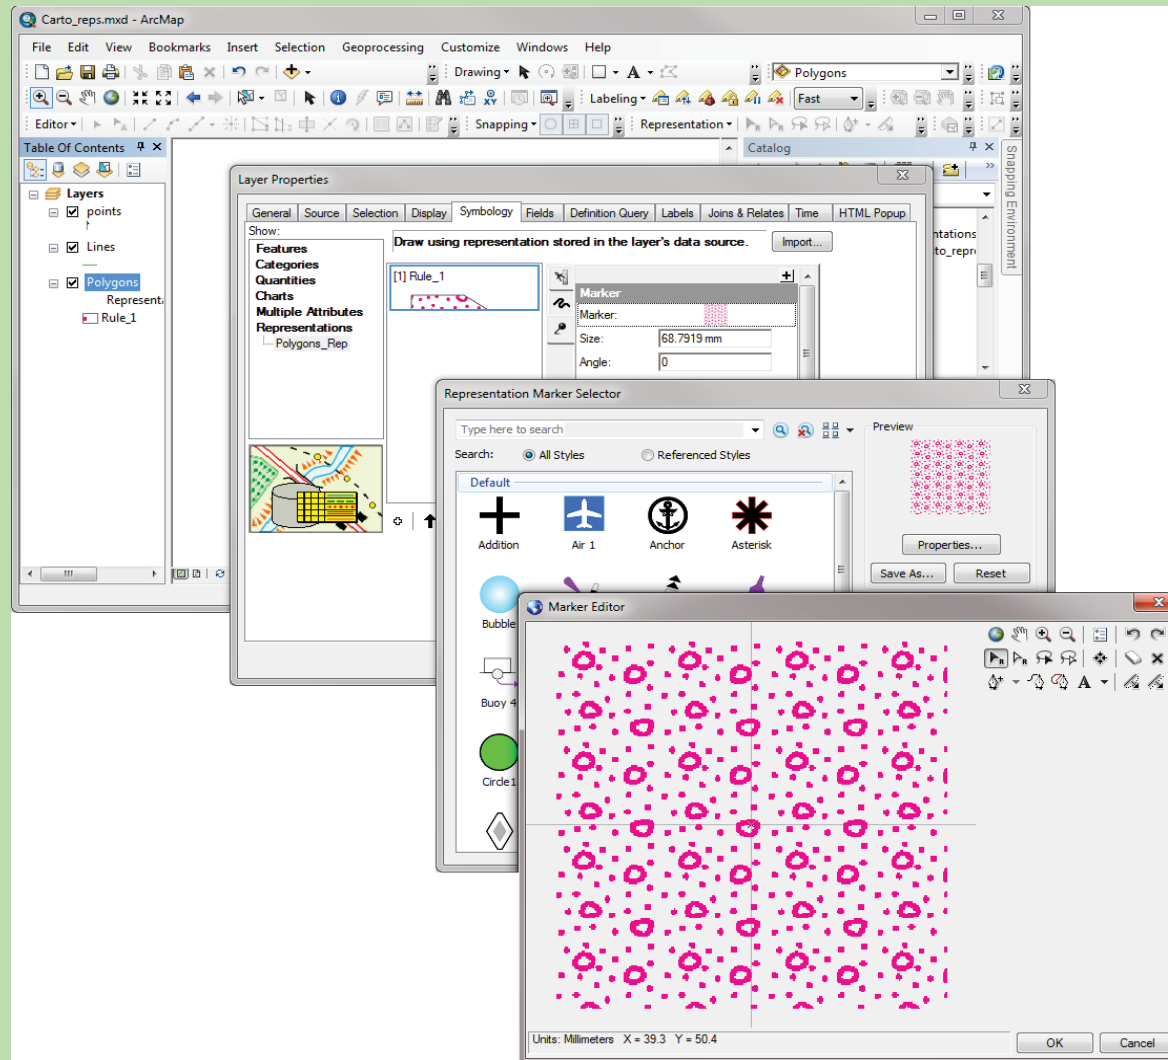 Carto_reps.mxd - ArcMap
File Edit View Bookmarks Insert Selection Geoprocessing Customize Windows Help
Drawing A Polygons
Labeling Fast
Editor Snapping Representation
Table Of Contents
Catalog
Snapping Environment
Layers
points
Lines
Polygons
Rule_1
Layer Properties
General Source Selection Display Symbology Fields Definition Query Labels Joins & Relates Time HTML Popup
Show:
Features
Categories
Quantities
Charts
Multiple Attributes
Representations
Polygons_Rep
Draw using representation stored in the layer's data source.
Import...
[1] Rule_1
Marker
Marker:
Size: 68.7919 mm
Angle: 0
Representation Marker Selector
Type here to search
Search: All Styles Referenced Styles
Default
Addition Air 1 Anchor Asterisk
Bubble
Buoy 4
Circle 1
Preview
Properties...
Save As... Reset
Marker Editor
A
Units: Millimeters X = 39.3 Y = 50.4
OK Cancel